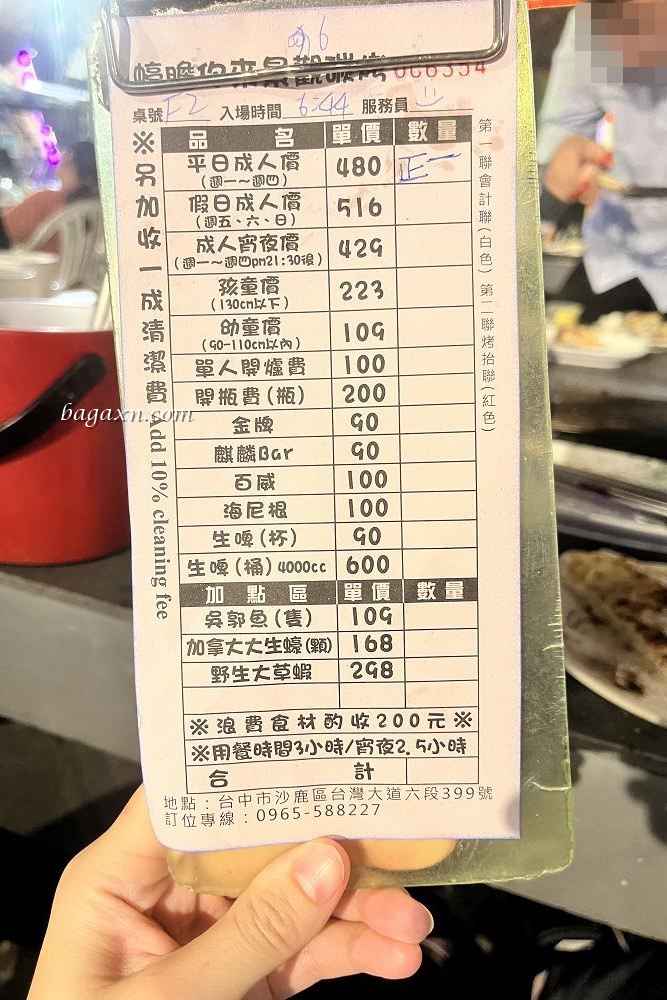 蠔膽你來景觀碳烤 006354
桌號 F2 入場時間 6:44 服務員
品 名 單價 數量
平日成人價 480 正一
(週一～週四)
假日成人價 516
(週五、六、日)
成人宵夜價 429
(週一～週四pm21:30後)
孩童價 223
(130cm以下)
幼童價 109
(90-110cm以內)
單人開爐費 100
開瓶費(瓶) 200
金牌 90
麒麟Bar 90
百威 100
海尼根 100
生啤(杯) 90
生啤(桶)4000cc 600
加點區 單價 數量
吳郭魚(隻) 109
加拿大大生蠔(顆) 168
野生大草蝦 298
※浪費食材酌收200元※
※用餐時間3小時/宵夜2.5小時
合 計
地點:台中市沙鹿區台灣大道六段399號
訂位專線:0965-588227
※另加收一成清潔費 Add 10% cleaning fee
第一聯會計聯(白色) 第二聯烤抬聯(紅色)
bagaxn.com